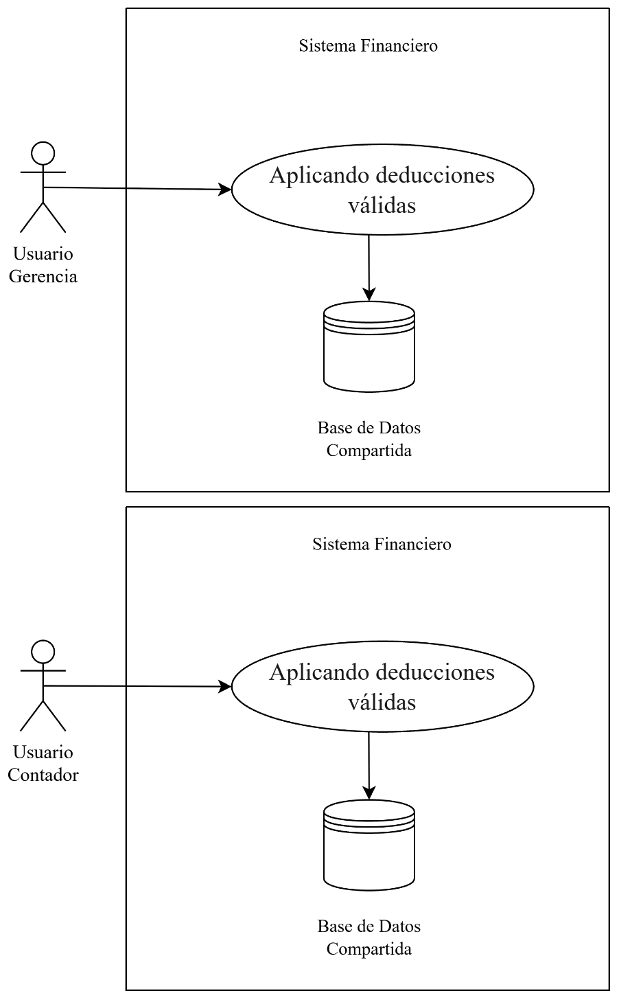 Sistema Financiero
Aplicando deducciones
válidas
Usuario
Gerencia
Base de Datos
Compartida
Sistema Financiero
Aplicando deducciones
válidas
Usuario
Contador
Base de Datos
Compartida